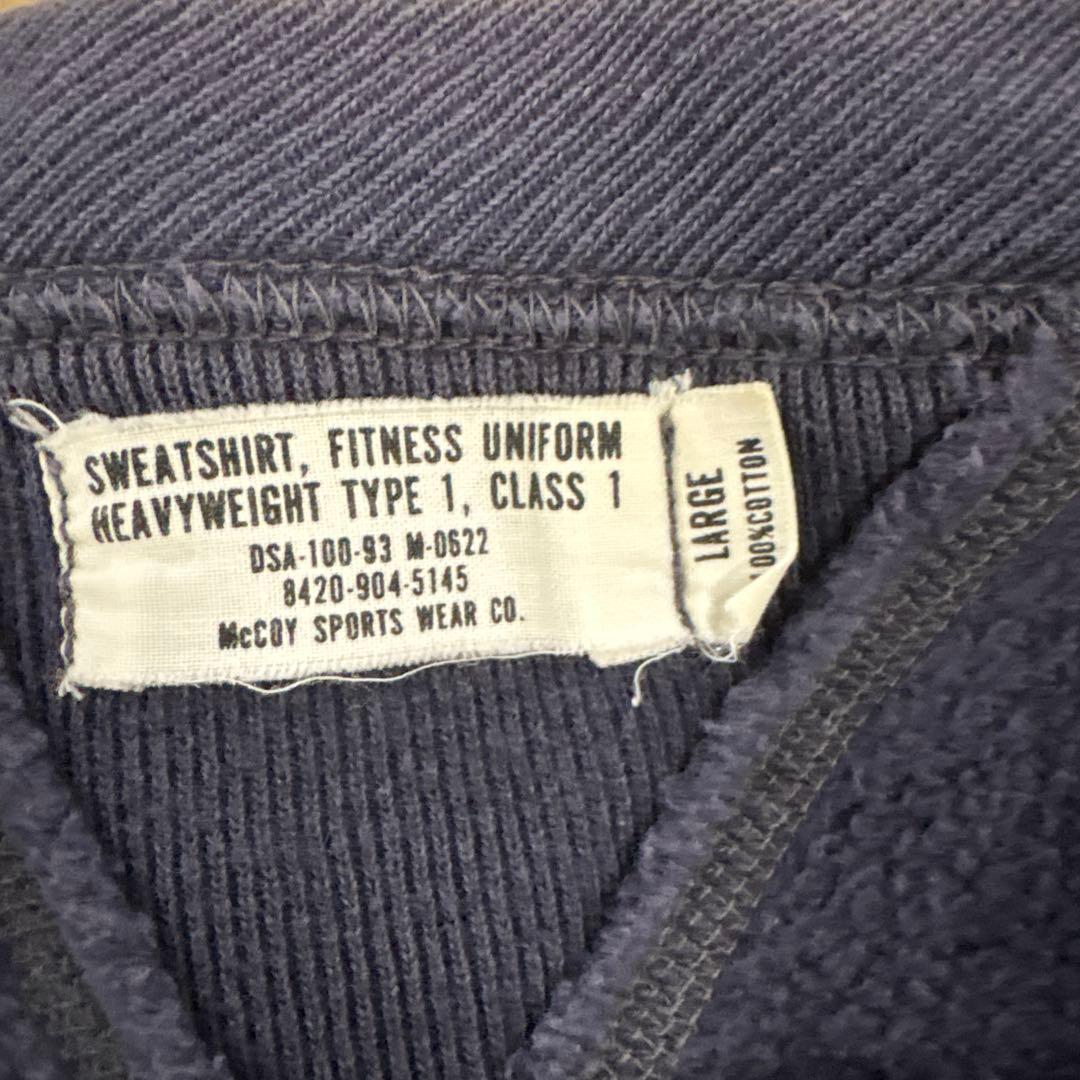 SWEATSHIRT, FITNESS UNIFORM
HEAVYWEIGHT TYPE 1, CLASS 1
DSA-100-93 M-0622
8420-904-5145
McCOY SPORTS WEAR CO.
LARGE
100%COTTON